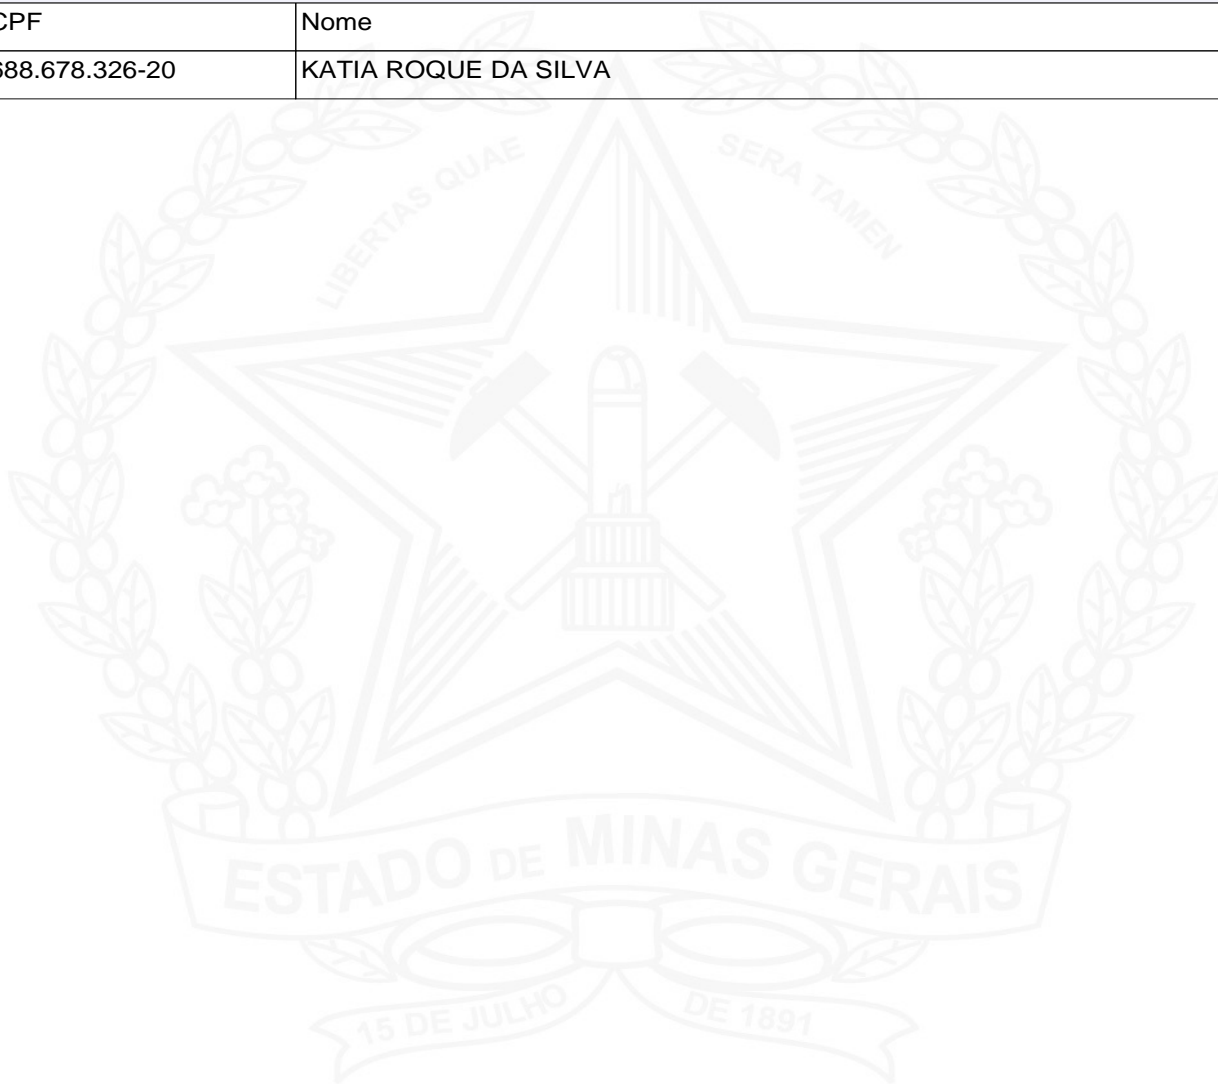 CPF Nome
688.678.326-20 KATIA ROQUE DA SILVA
LIBERTAS QUAE SERA TAMEN
ESTADO DE MINAS GERAIS
15 DE JULHO DE 1891